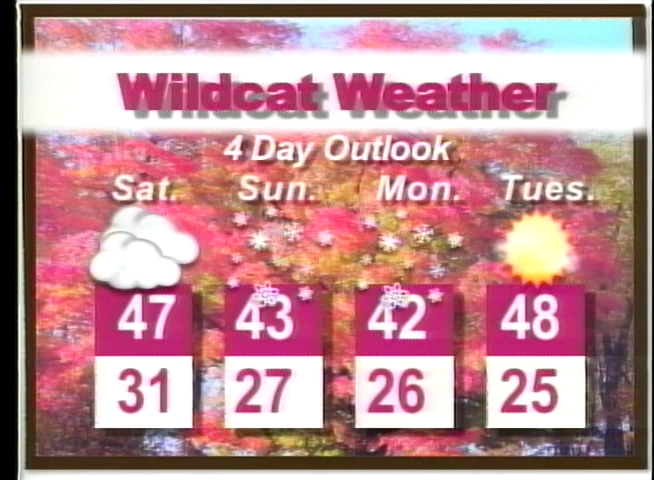 Wildcat Weather
4 Day Outlook
Sat. Sun. Mon. Tues.
47 43 42 48
31 27 26 25